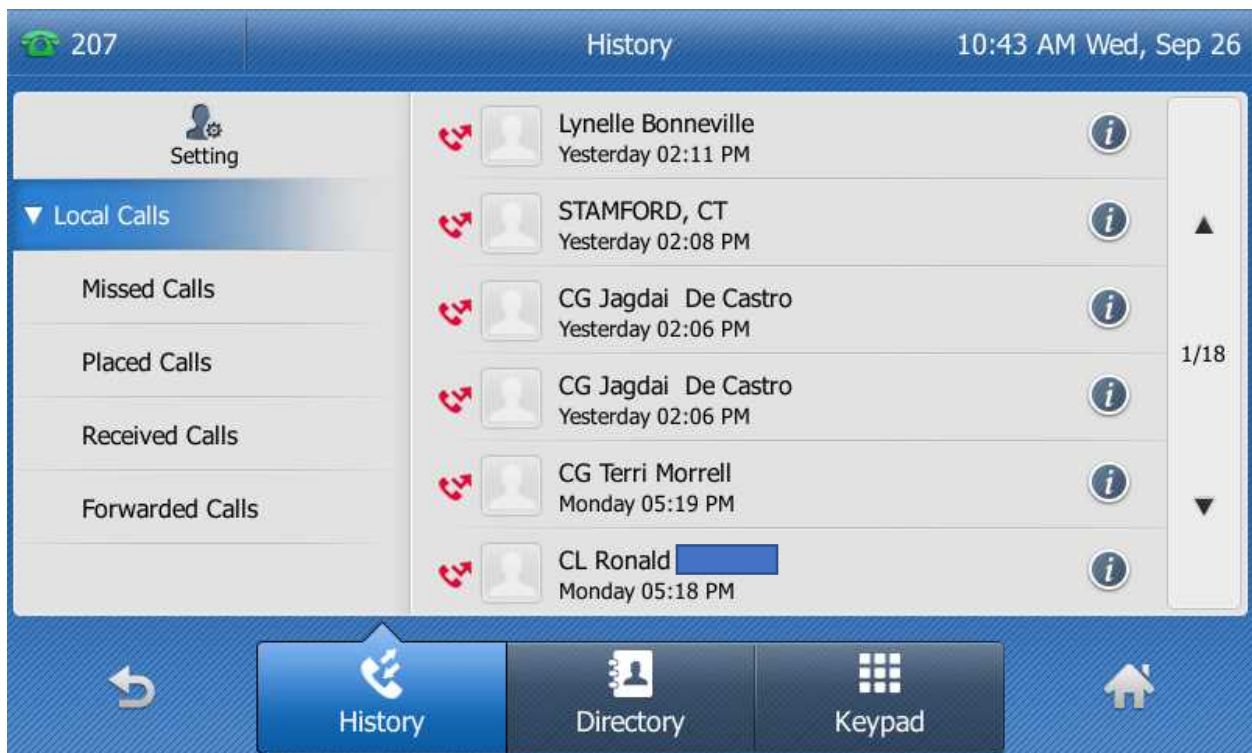 207
History
10:43 AM Wed, Sep 26
Setting
Local Calls
Missed Calls
Placed Calls
Received Calls
Forwarded Calls
Lynelle Bonneville
Yesterday 02:11 PM
STAMFORD, CT
Yesterday 02:08 PM
CG Jagdai De Castro
Yesterday 02:06 PM
CG Jagdai De Castro
Yesterday 02:06 PM
CG Terri Morrell
Monday 05:19 PM
CL Ronald
Monday 05:18 PM
1/18
History
Directory
Keypad